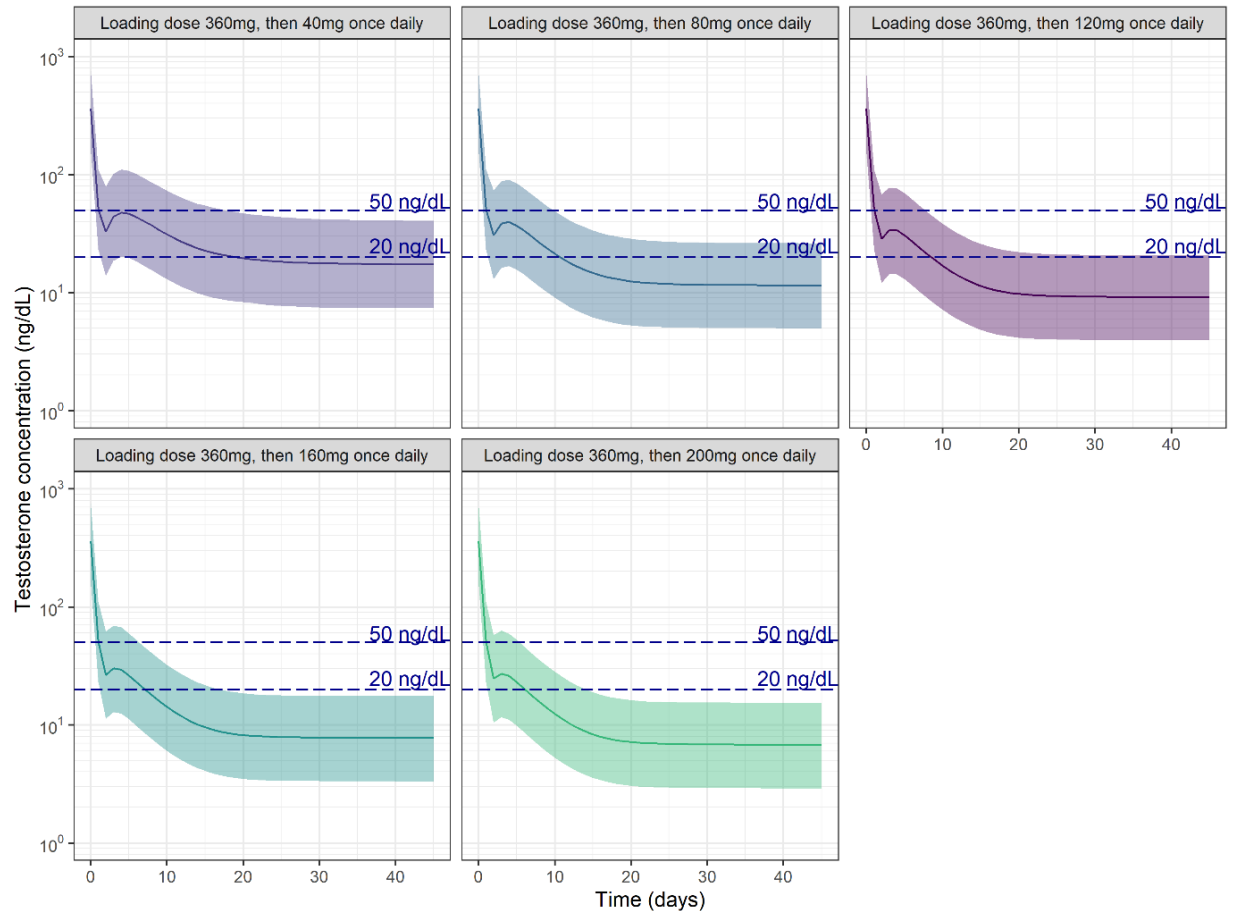 Loading dose 360mg, then 40mg once daily
Loading dose 360mg, then 80mg once daily
Loading dose 360mg, then 120mg once daily
Testosterone concentration (ng/dL)
10³
10²
10¹
10⁰
50 ng/dL
20 ng/dL
50 ng/dL
20 ng/dL
50 ng/dL
20 ng/dL
0 10 20 30 40
Loading dose 360mg, then 160mg once daily
Loading dose 360mg, then 200mg once daily
10³
10²
10¹
10⁰
50 ng/dL
20 ng/dL
50 ng/dL
20 ng/dL
0 10 20 30 40
0 10 20 30 40
Time (days)